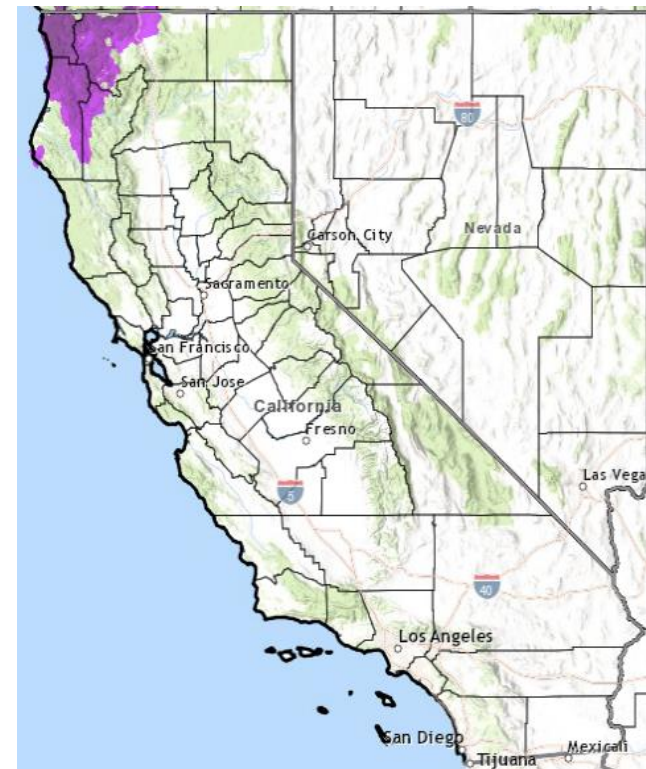 80
Nevada
Carson City
Sacramento
San Francisco
San Jose
California
Fresno
Las Vega
5
40
Los Angeles
San Diego
Tijuana
Mexicali